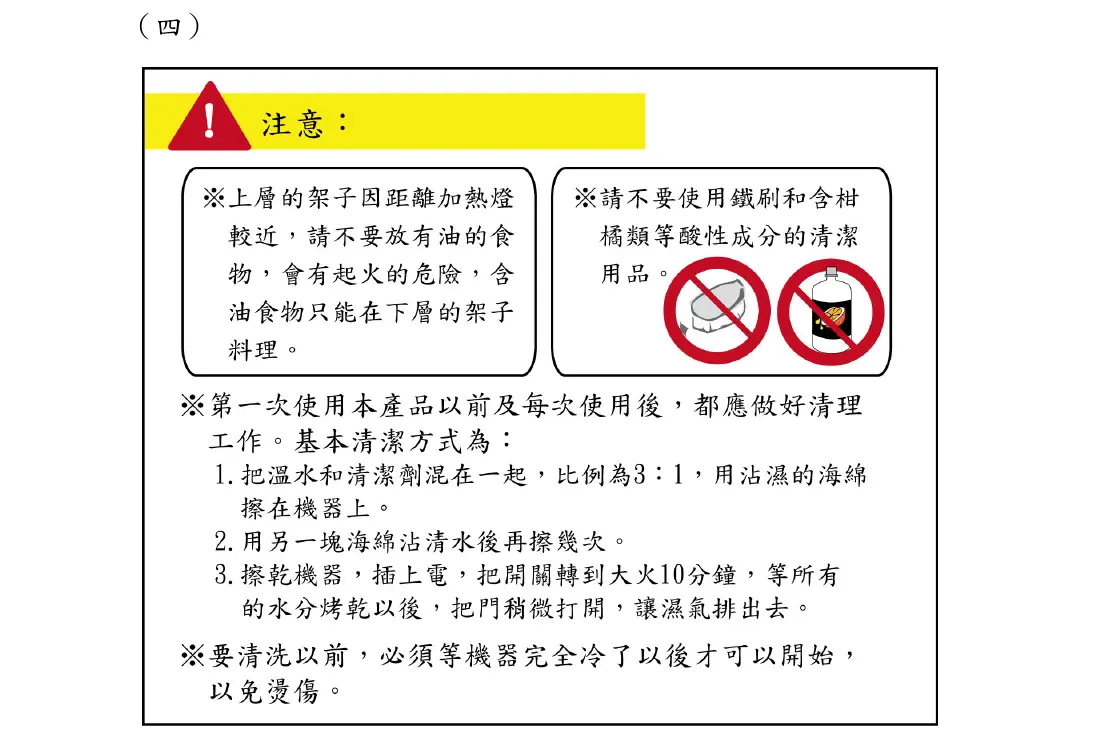 （四）
注意：
※上層的架子因距離加熱燈
較近，請不要放有油的食
物，會有起火的危險，含
油食物只能在下層的架子
料理。
※請不要使用鐵刷和含柑
橘類等酸性成分的清潔
用品。
※第一次使用本產品以前及每次使用後，都應做好清理
工作。基本清潔方式為：
1.把溫水和清潔劑混在一起，比例為3：1，用沾濕的海綿
擦在機器上。
2.用另一塊海綿沾清水後再擦幾次。
3.擦乾機器，插上電，把開關轉到大火10分鐘，等所有
的水分烤乾以後，把門稍微打開，讓濕氣排出去。
※要清洗以前，必須等機器完全冷了以後才可以開始，
以免燙傷。